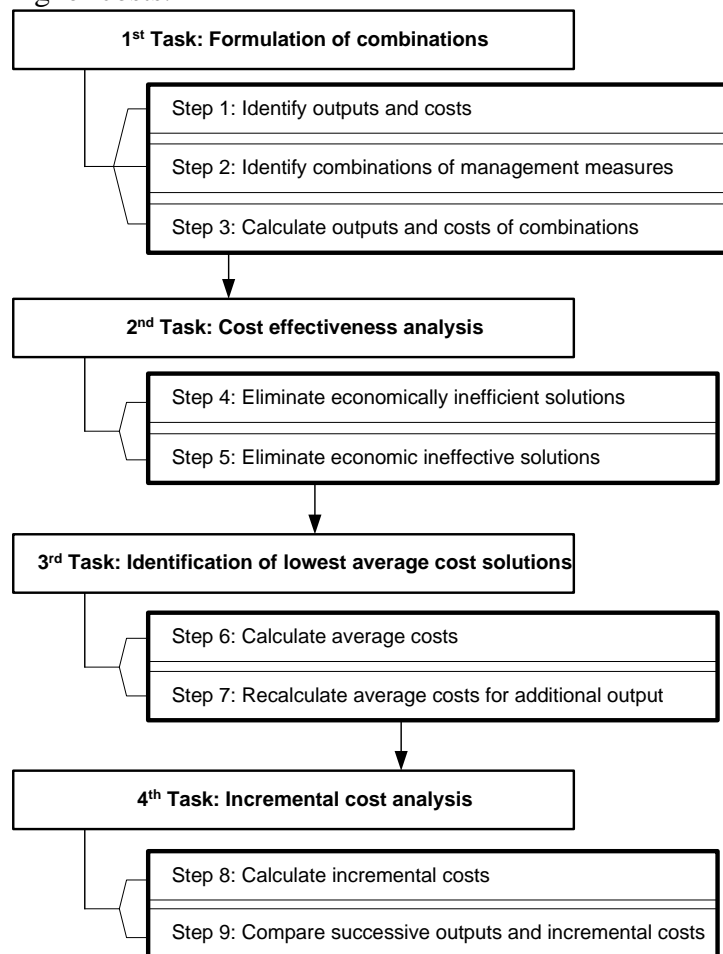 1st Task: Formulation of combinations
Step 1: Identify outputs and costs
Step 2: Identify combinations of management measures
Step 3: Calculate outputs and costs of combinations
2nd Task: Cost effectiveness analysis
Step 4: Eliminate economically inefficient solutions
Step 5: Eliminate economic ineffective solutions
3rd Task: Identification of lowest average cost solutions
Step 6: Calculate average costs
Step 7: Recalculate average costs for additional output
4th Task: Incremental cost analysis
Step 8: Calculate incremental costs
Step 9: Compare successive outputs and incremental costs